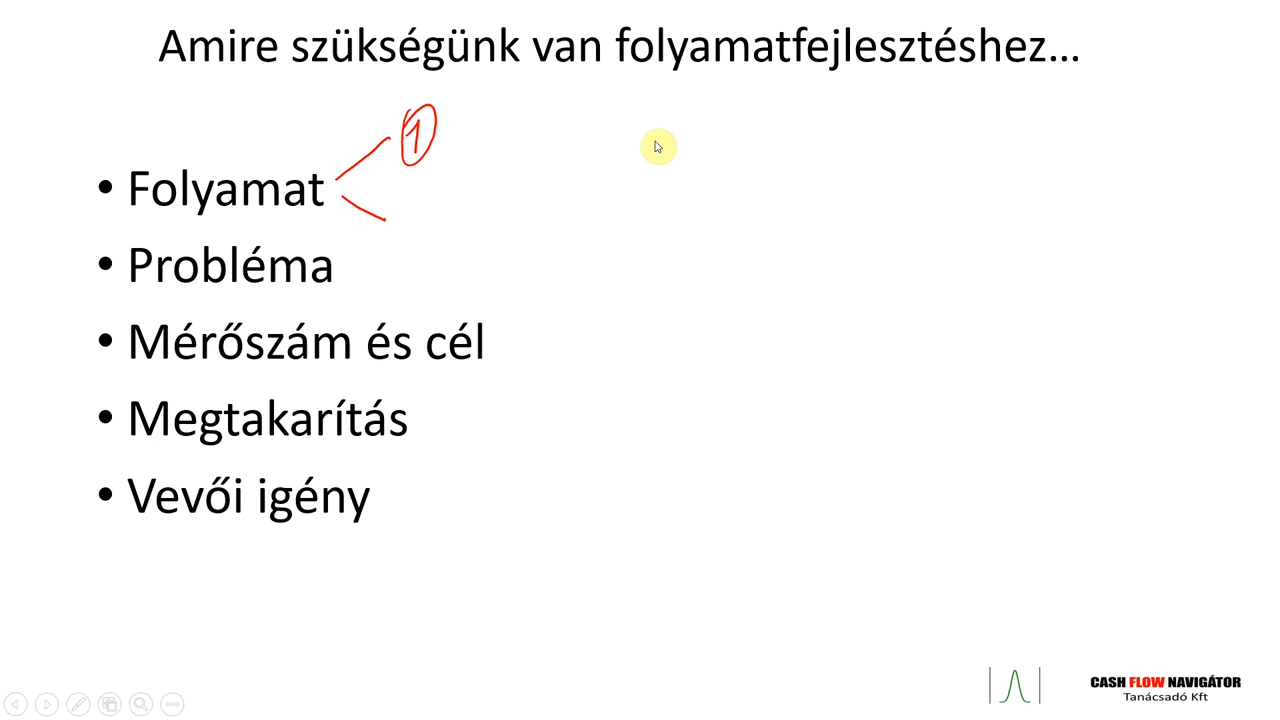 Amire szükségünk van folyamatfejlesztéshez...
1
• Folyamat
• Probléma
• Mérőszám és cél
• Megtakarítás
• Vevői igény
CASH FLOW NAVIGÁTOR
Tanácsadó Kft